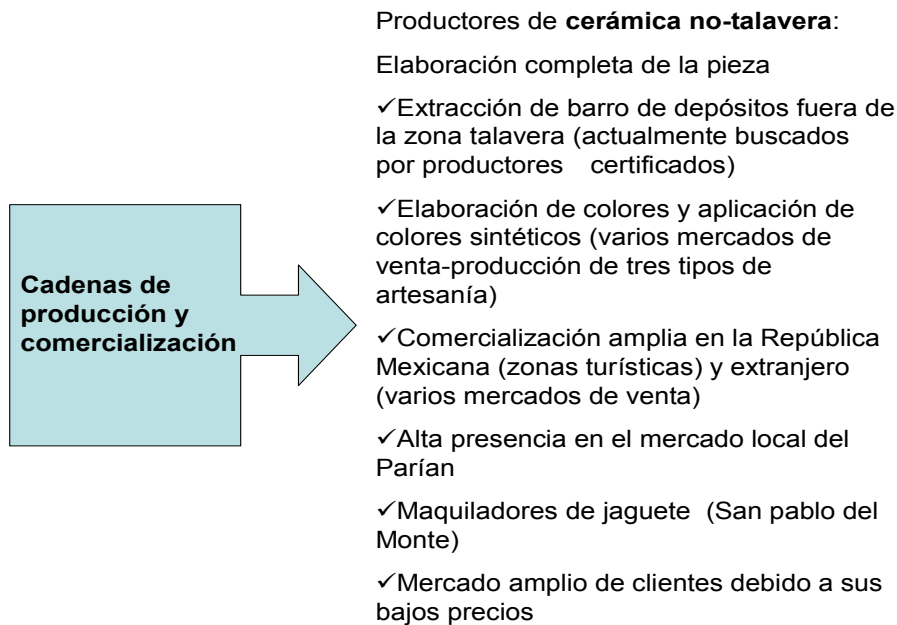 Productores de cerámica no-talavera:
Elaboración completa de la pieza
✓Extracción de barro de depósitos fuera de
la zona talavera (actualmente buscados
por productores certificados)
✓Elaboración de colores y aplicación de
colores sintéticos (varios mercados de
venta-producción de tres tipos de
artesanía)
✓Comercialización amplia en la República
Mexicana (zonas turísticas) y extranjero
(varios mercados de venta)
✓Alta presencia en el mercado local del
Parían
✓Maquiladores de jaguete (San pablo del
Monte)
✓Mercado amplio de clientes debido a sus
bajos precios
Cadenas de
producción y
comercialización